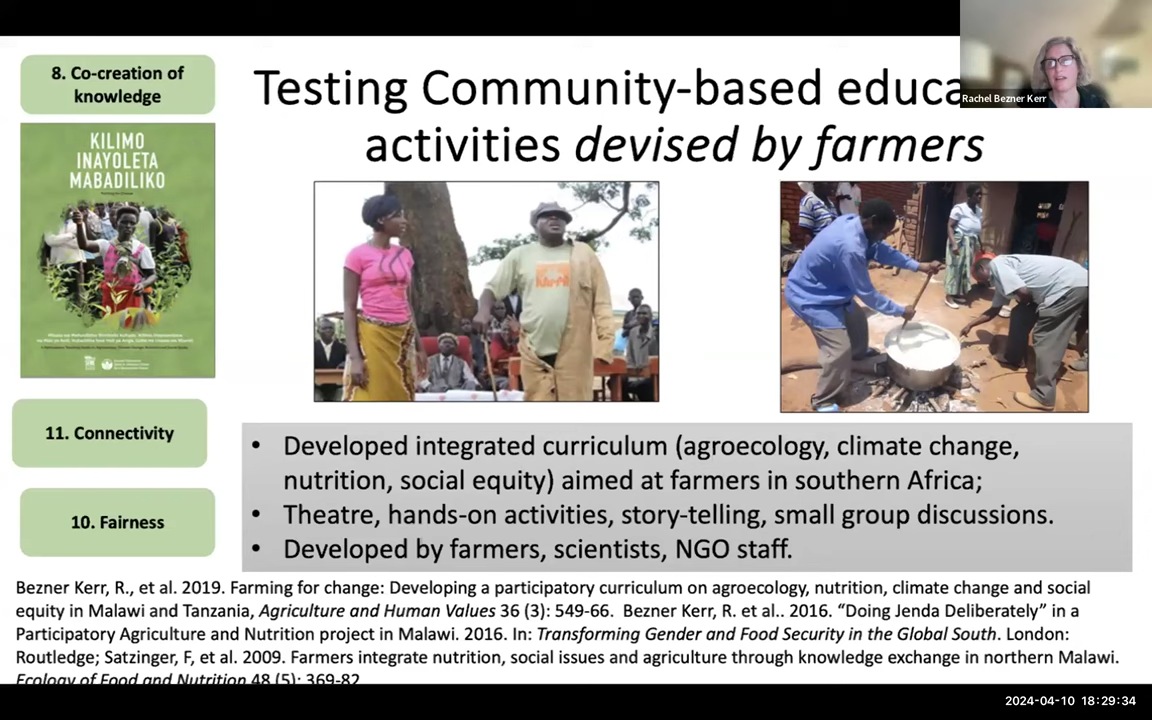 8. Co-creation of
knowledge
KILIMO
INAYOLETA
MABADILIKO
Testing Community-based educa
activities devised by farmers
Rachel Bezner Kerr
11. Connectivity
10. Fairness
• Developed integrated curriculum (agroecology, climate change,
nutrition, social equity) aimed at farmers in southern Africa;
• Theatre, hands-on activities, story-telling, small group discussions.
• Developed by farmers, scientists, NGO staff.
Bezner Kerr, R., et al. 2019. Farming for change: Developing a participatory curriculum on agroecology, nutrition, climate change and social
equity in Malawi and Tanzania, Agriculture and Human Values 36 (3): 549-66.  Bezner Kerr, R. et al.. 2016. “Doing Jenda Deliberately” in a
Participatory Agriculture and Nutrition project in Malawi. 2016. In: Transforming Gender and Food Security in the Global South. London:
Routledge; Satzinger, F, et al. 2009. Farmers integrate nutrition, social issues and agriculture through knowledge exchange in northern Malawi.
Ecology of Food and Nutrition 48 (5): 369-82
2024-04-10 18:29:34